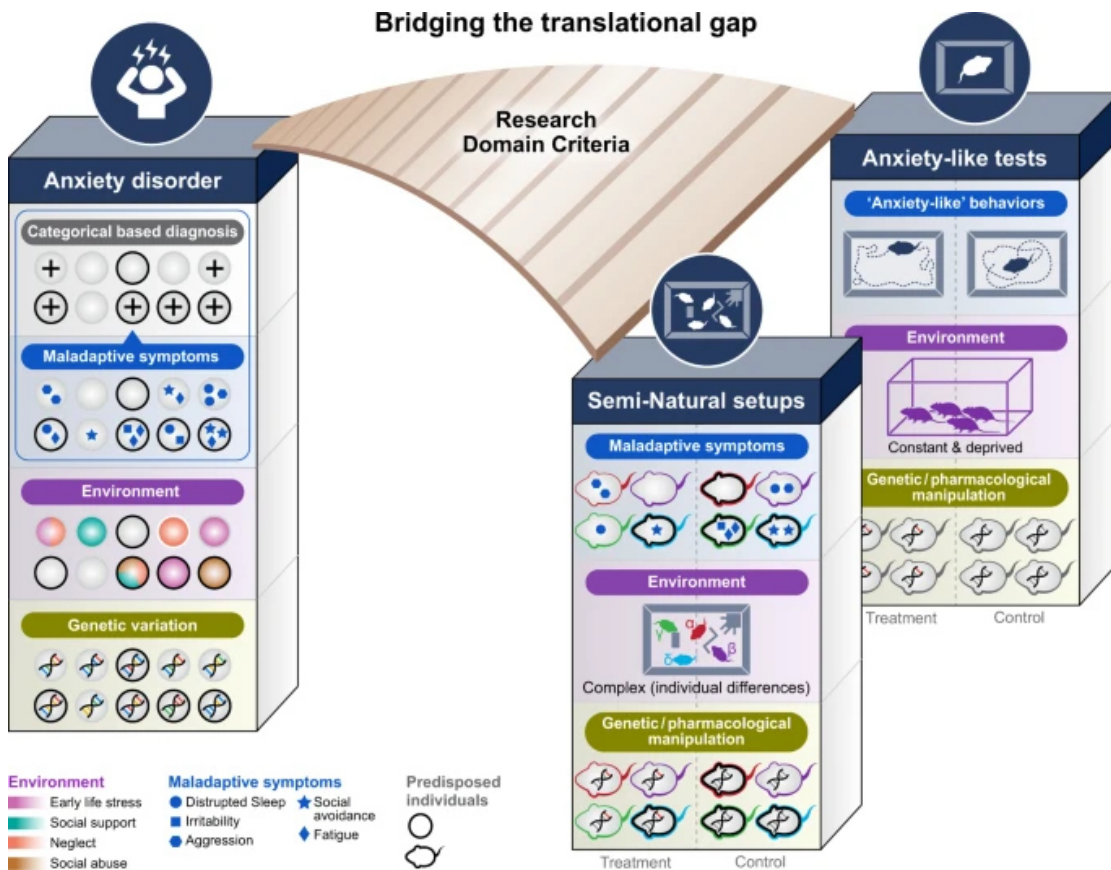 Bridging the translational gap
Research
Domain Criteria
Anxiety disorder
Categorical based diagnosis
Maladaptive symptoms
Environment
Genetic variation
Anxiety-like tests
‘Anxiety-like’ behaviors
Environment
Constant & deprived
Genetic / pharmacological
manipulation
Treatment
Control
Semi-Natural setups
Maladaptive symptoms
Environment
γ
α
δ
β
Complex (individual differences)
Genetic / pharmacological
manipulation
Treatment
Control
Environment
Early life stress
Social support
Neglect
Social abuse
Maladaptive symptoms
Distrupted Sleep
Irritability
Aggression
Social
avoidance
Fatigue
Predisposed
individuals